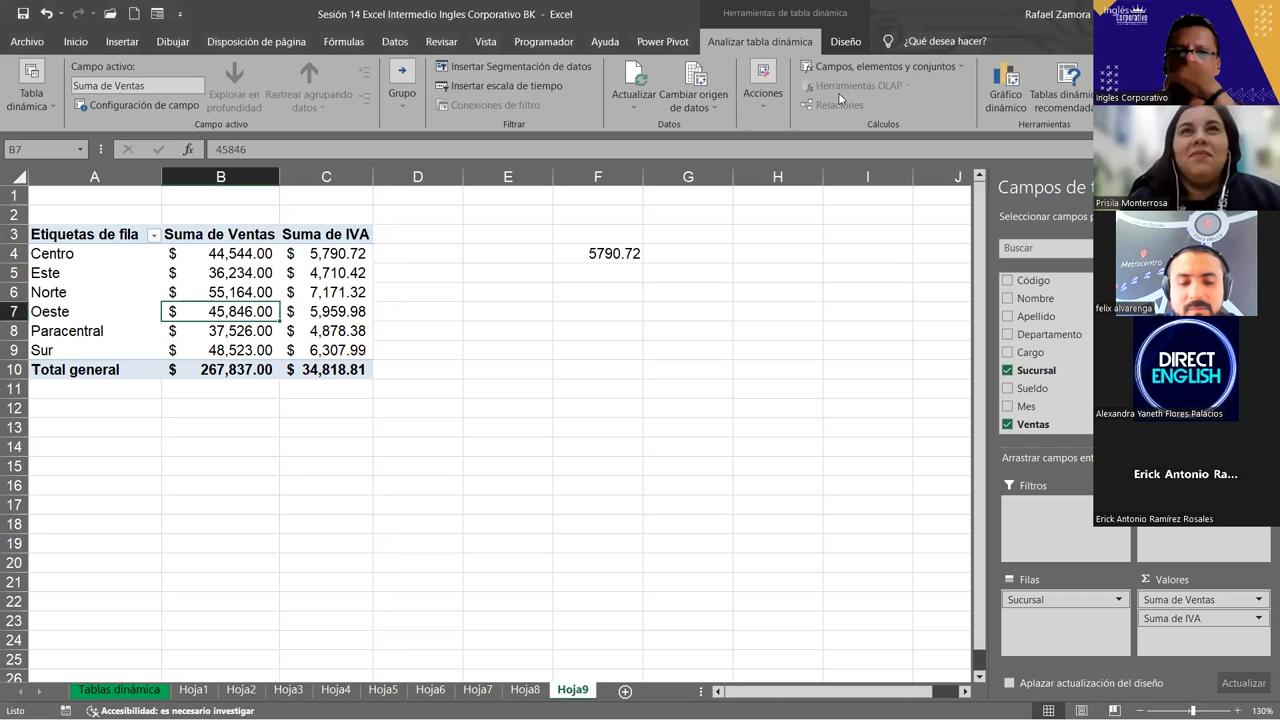 Sesión 14 Excel Intermedio Ingles Corporativo BK - Excel
Herramientas de tabla dinámica
Rafael Zamora
Archivo Inicio Insertar Dibujar Disposición de página Fórmulas Datos Revisar Vista Programador Ayuda Power Pivot Analizar tabla dinámica Diseño ¿Qué desea hacer?
Tabla dinámica
Campo activo:
Suma de Ventas
Configuración de campo
Explorar en profundidad
Rastrear agrupando datos
Campo activo
Grupo
Insertar Segmentación de datos
Insertar escala de tiempo
Conexiones de filtro
Filtrar
Actualizar
Cambiar origen de datos
Datos
Acciones
Campos, elementos y conjuntos
Herramientas OLAP
Relaciones
Cálculos
Gráfico dinámico
Tablas dinámi
recomenda
Herramientas
B7 fx 45846
A B C D E F G H I J
1
2
3 Etiquetas de fila Suma de Ventas Suma de IVA
4 Centro $ 44,544.00 $ 5,790.72 5790.72
5 Este $ 36,234.00 $ 4,710.42
6 Norte $ 55,164.00 $ 7,171.32
7 Oeste $ 45,846.00 $ 5,959.98
8 Paracentral $ 37,526.00 $ 4,878.38
9 Sur $ 48,523.00 $ 6,307.99
10 Total general $ 267,837.00 $ 34,818.81
11
12
13
14
15
16
17
18
19
20
21
22
23
24
25
26
Campos de
Seleccionar campos
Buscar
Código
Nombre
Apellido
Departamento
Cargo
Sucursal
Sueldo
Mes
Ventas
Arrastrar campos ent
Filtros
Filas
Sucursal
Σ Valores
Suma de Ventas
Suma de IVA
Aplazar actualización del diseño
Actualizar
Inglés Corporativo
Ingles Corporativo
Prisila Monterrosa
Metrocentro
felix alvarenga
DIRECT
ENGLISH
Alexandra Yaneth Flores Palacios
Erick Antonio Ra...
Erick Antonio Ramírez Rosales
Tablas dinámica Hoja1 Hoja2 Hoja3 Hoja4 Hoja5 Hoja6 Hoja7 Hoja8 Hoja9
Listo
Accesibilidad: es necesario investigar
130%